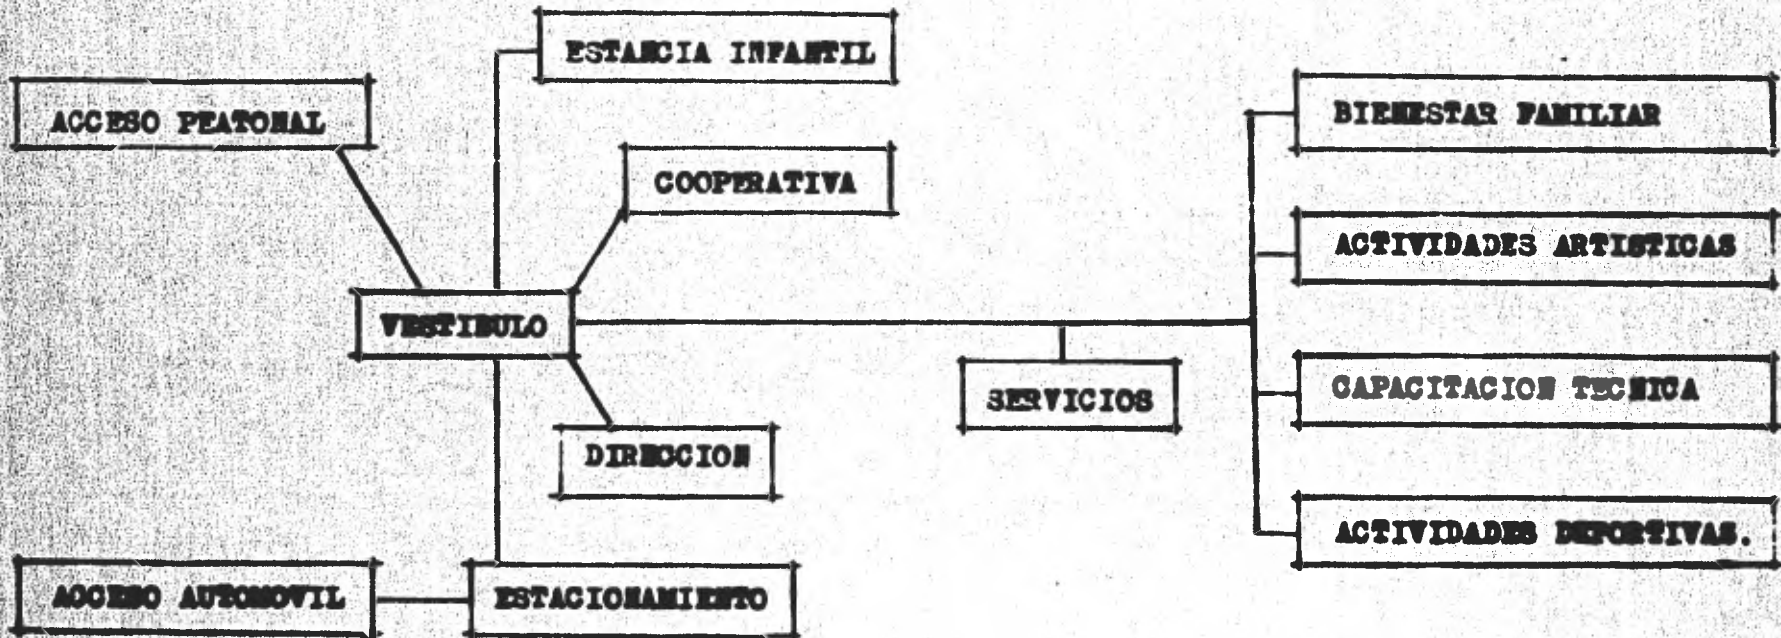 ESTANCIA INFANTIL
ACCESO PEATONAL
BIENESTAR FAMILIAR
COOPERATIVA
ACTIVIDADES ARTISTICAS
VESTIBULO
SERVICIOS
CAPACITACION TECNICA
DIRECCION
ACTIVIDADES DEPORTIVAS.
ACCESO AUTOMOVIL
ESTACIONAMIENTO